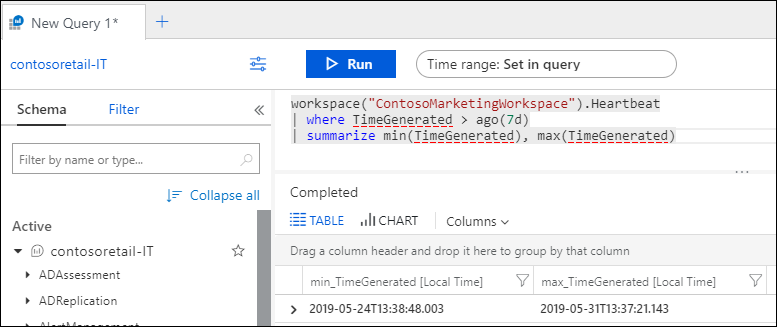 New Query 1*
contosoretail-IT
Run
Time range: Set in query
Schema
Filter
Filter by name or type...
Collapse all
Active
contosoretail-IT
ADAssessment
ADReplication
AlertManagement
workspace("ContosoMarketingWorkspace").Heartbeat
| where TimeGenerated > ago(7d)
| summarize min(TimeGenerated), max(TimeGenerated)
Completed
TABLE CHART Columns
Drag a column header and drop it here to group by that column
min_TimeGenerated [Local Time] max_TimeGenerated [Local Time]
2019-05-24T13:38:48.003 2019-05-31T13:37:21.143